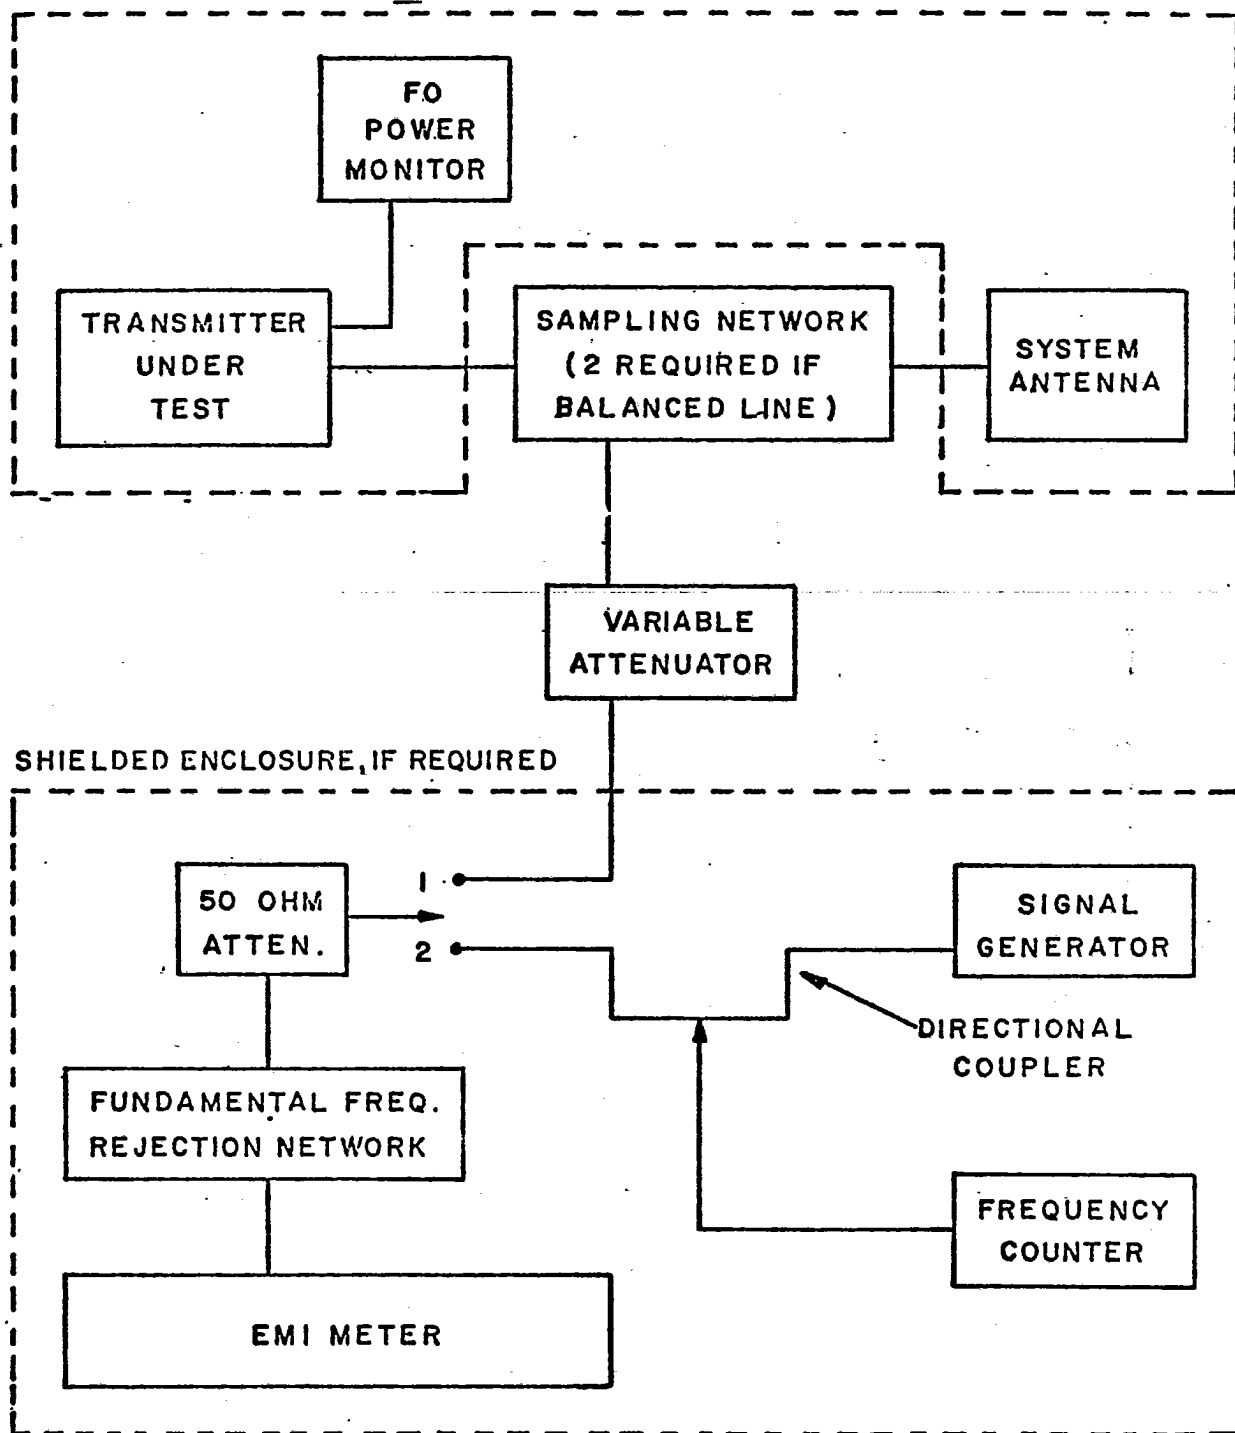 FO
POWER
MONITOR
TRANSMITTER
UNDER
TEST
SAMPLING NETWORK
(2 REQUIRED IF
BALANCED LINE)
SYSTEM
ANTENNA
VARIABLE
ATTENUATOR
SHIELDED ENCLOSURE, IF REQUIRED
50 OHM
ATTEN.
1
2
SIGNAL
GENERATOR
DIRECTIONAL
COUPLER
FUNDAMENTAL FREQ.
REJECTION NETWORK
FREQUENCY
COUNTER
EMI METER